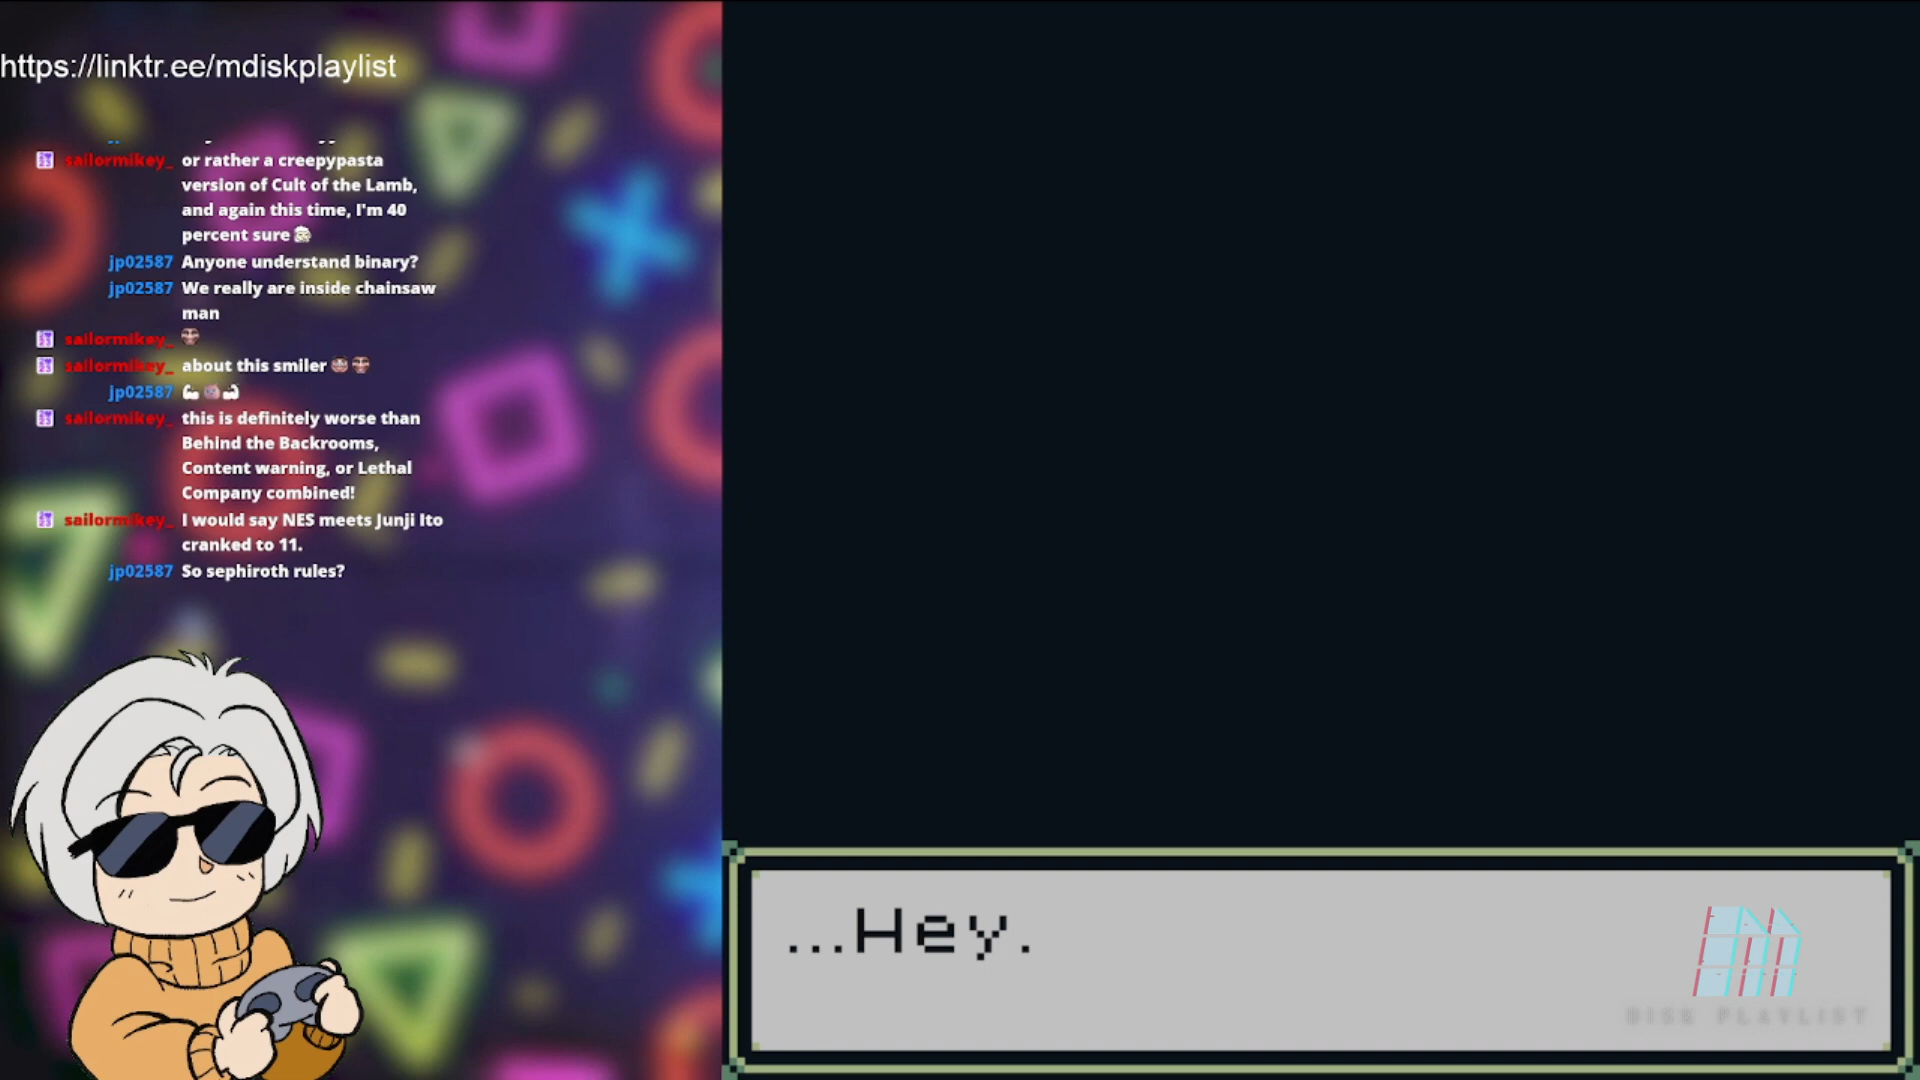 https://linktr.ee/mdiskplaylist
sailormikey_ or rather a creepypasta
version of Cult of the Lamb,
and again this time, I'm 40
percent sure
jp02587 Anyone understand binary?
jp02587 We really are inside chainsaw
man
sailormikey_
sailormikey_ about this smiler
jp02587
sailormikey_ this is definitely worse than
Behind the Backrooms,
Content warning, or Lethal
Company combined!
sailormikey_ I would say NES meets Junji Ito
cranked to 11.
jp02587 So sephiroth rules?
...Hey.
DISK PLAYLIST